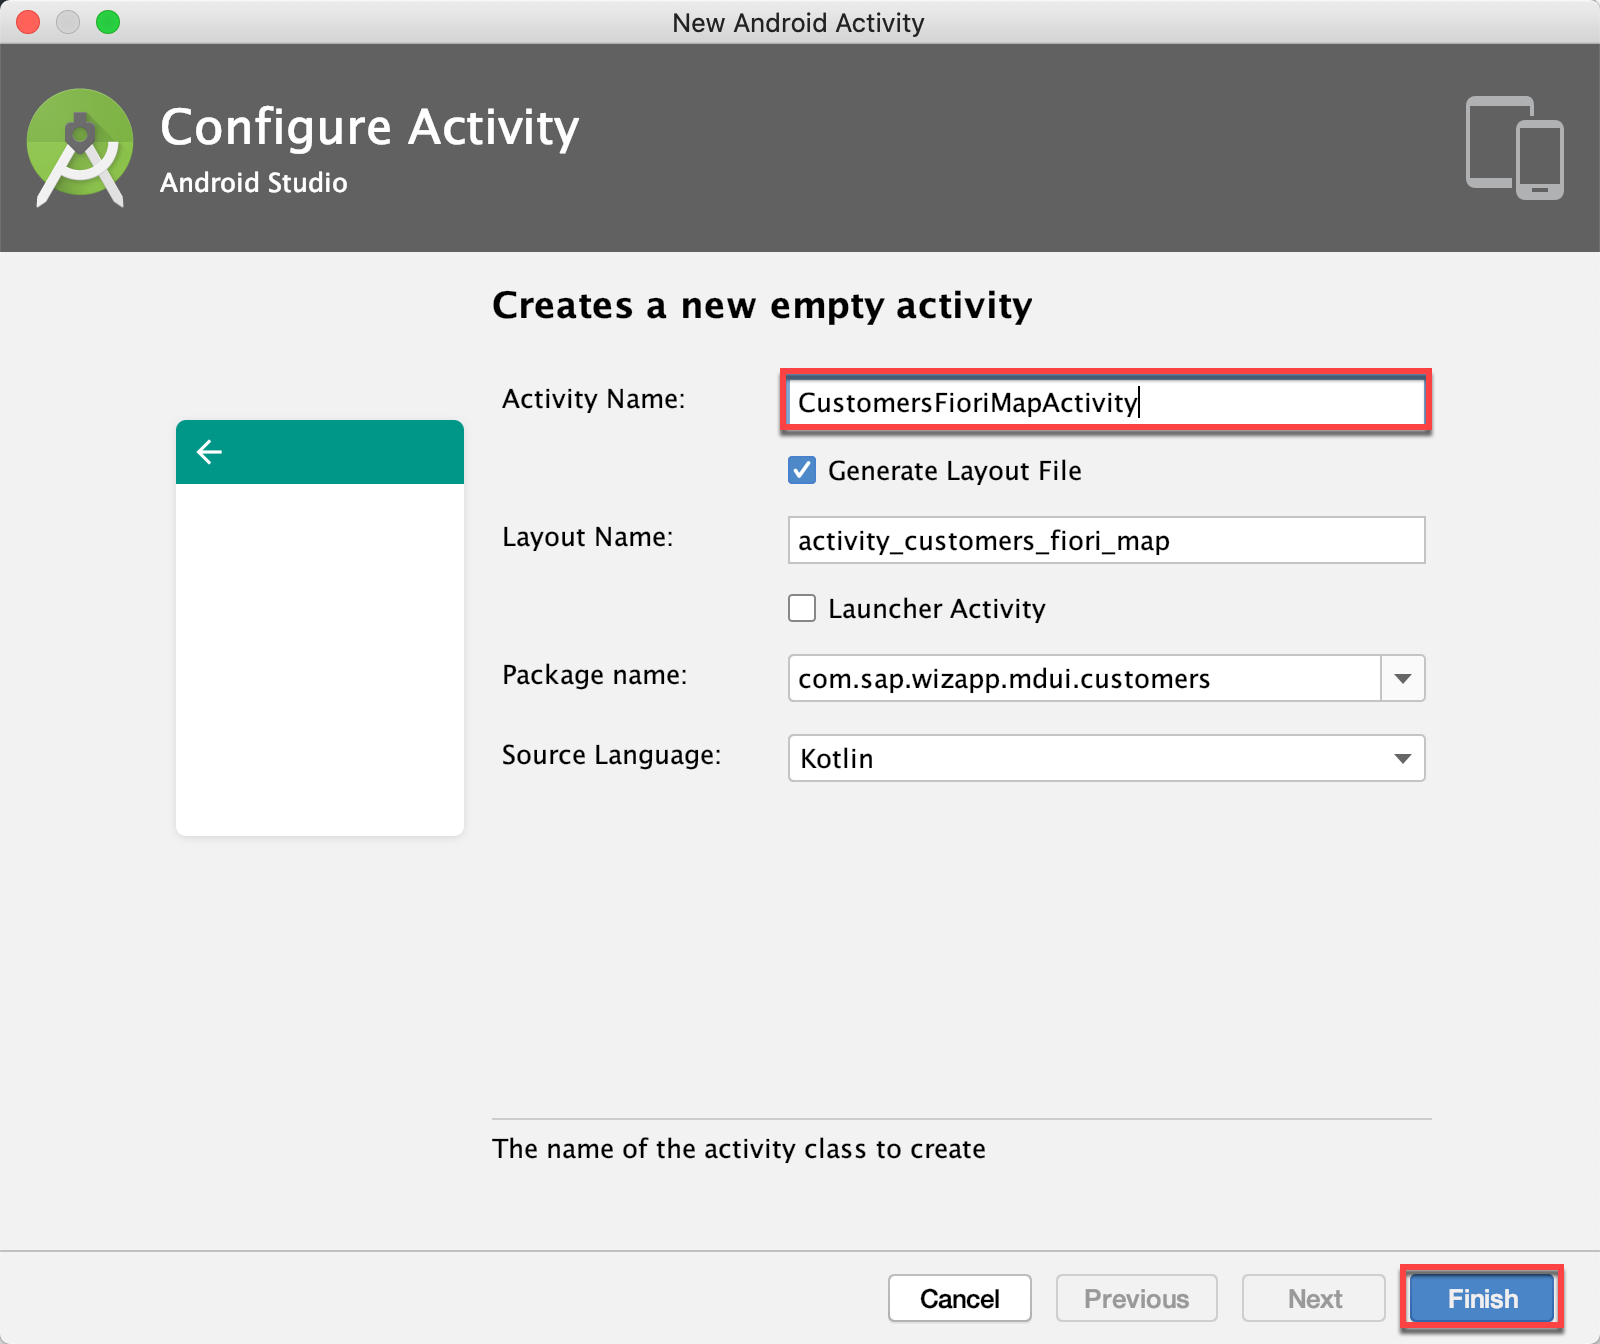 New Android Activity
Configure Activity
Android Studio
Creates a new empty activity
Activity Name: CustomersFioriMapActivity
Generate Layout File
Layout Name: activity_customers_fiori_map
Launcher Activity
Package name: com.sap.wizapp.mdui.customers
Source Language: Kotlin
The name of the activity class to create
Cancel Previous Next Finish